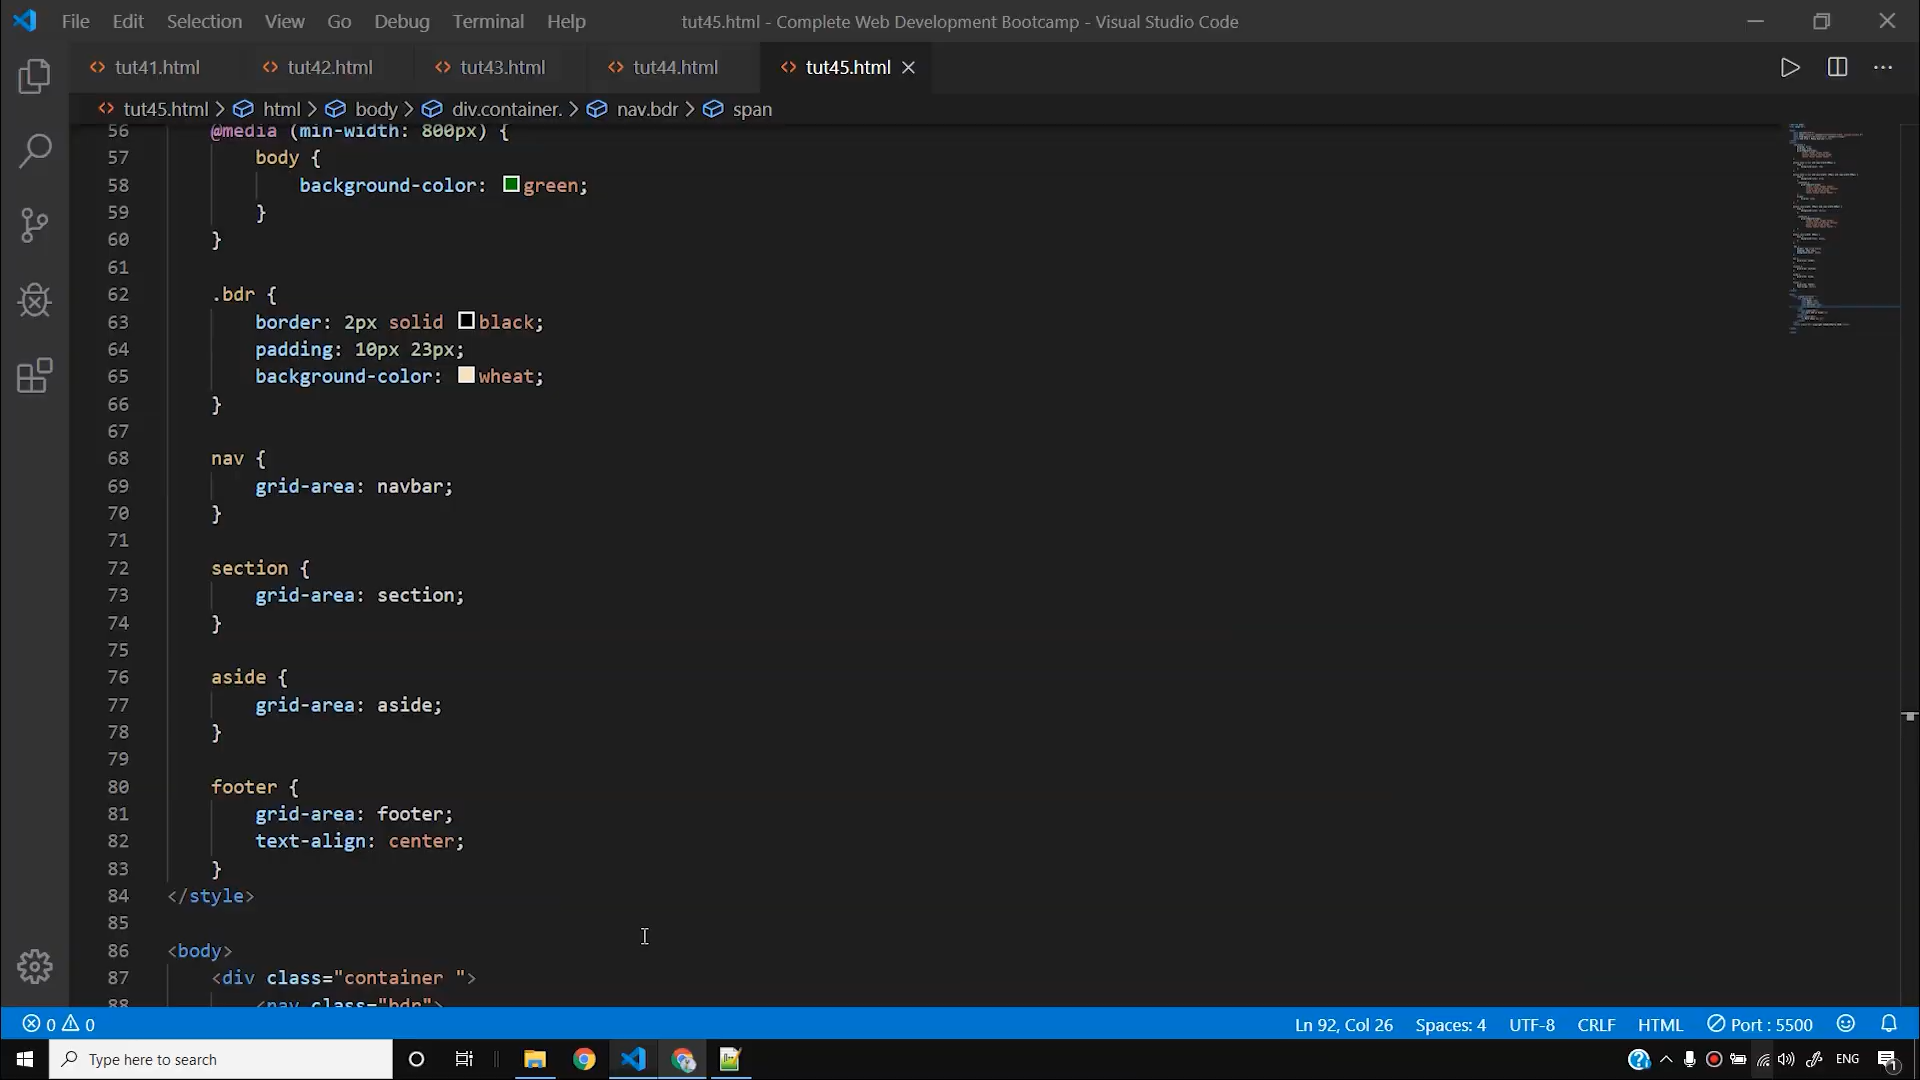 File Edit Selection View Go Debug Terminal Help tut45.html - Complete Web Development Bootcamp - Visual Studio Code
tut41.html tut42.html tut43.html tut44.html tut45.html
tut45.html > html > body > div.container. > nav.bdr > span
56 @media (min-width: 800px) {
57 body {
58 background-color: green;
59 }
60 }
61
62 .bdr {
63 border: 2px solid black;
64 padding: 10px 23px;
65 background-color: wheat;
66 }
67
68 nav {
69 grid-area: navbar;
70 }
71
72 section {
73 grid-area: section;
74 }
75
76 aside {
77 grid-area: aside;
78 }
79
80 footer {
81 grid-area: footer;
82 text-align: center;
83 }
84 </style>
85
86 <body>
87 <div class="container ">
88 <nav class="bdr">
0 0 Ln 92, Col 26 Spaces: 4 UTF-8 CRLF HTML Port : 5500
Type here to search ENG 1